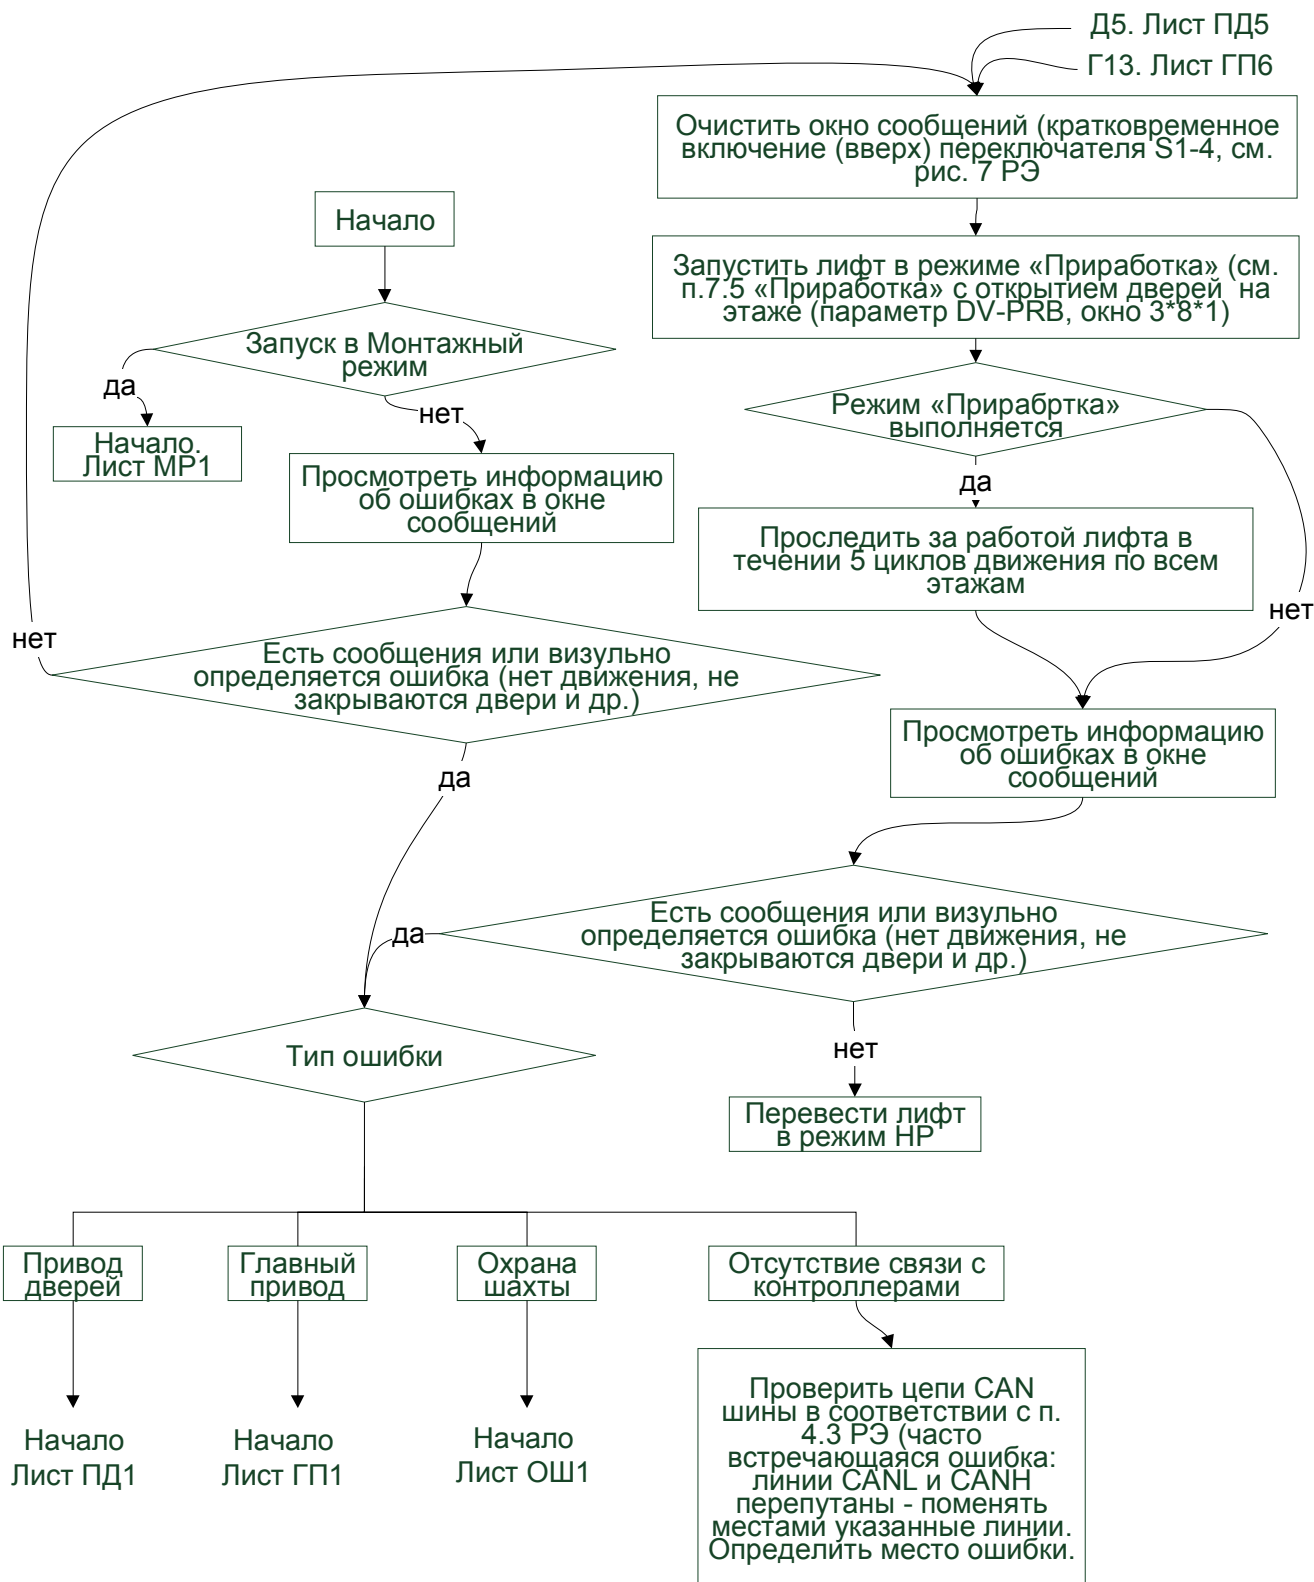 Д5. Лист ПД5
Г13. Лист ГП6
Очистить окно сообщений (кратковременное
включение (вверх) переключателя S1-4, см.
рис. 7 РЭ
Начало
Запустить лифт в режиме «Приработка» (см.
п.7.5 «Приработка» с открытием дверей на
этаже (параметр DV-PRB, окно 3*8*1)
Запуск в Монтажный
режим
да
нет
Начало.
Лист МР1
Режим «Прирабртка»
выполняется
да
нет
Просмотреть информацию
об ошибках в окне
сообщений
Проследить за работой лифта в
течении 5 циклов движения по всем
этажам
нет
Есть сообщения или визульно
определяется ошибка (нет движения, не
закрываются двери и др.)
да
Просмотреть информацию
об ошибках в окне
сообщений
Есть сообщения или визульно
определяется ошибка (нет движения, не
закрываются двери и др.)
да
нет
Тип ошибки
Перевести лифт
в режим НР
Привод
дверей
Главный
привод
Охрана
шахты
Отсутствие связи с
контроллерами
Начало
Лист ПД1
Начало
Лист ГП1
Начало
Лист ОШ1
Проверить цепи CAN
шины в соответствии с п.
4.3 РЭ (часто
встречающаяся ошибка:
линии CANL и CANH
перепутаны - поменять
местами указанные линии.
Определить место ошибки.